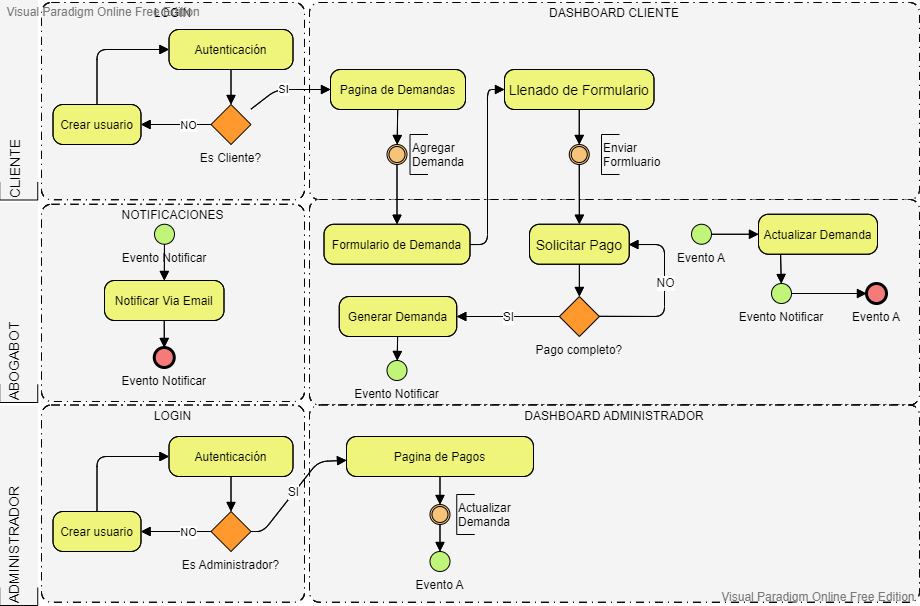 Visual Paradigm Online Free Edition
LOGIN
DASHBOARD CLIENTE
CLIENTE
Autenticación
Crear usuario
NO
SI
Es Cliente?
Pagina de Demandas
Llenado de Formulario
Agregar
Demanda
Enviar
Formluario
NOTIFICACIONES
ABOGABOT
Evento Notificar
Notificar Via Email
Evento Notificar
Formulario de Demanda
Solicitar Pago
NO
Generar Demanda
SI
Pago completo?
Evento Notificar
Evento A
Actualizar Demanda
Evento Notificar
Evento A
LOGIN
DASHBOARD ADMINISTRADOR
ADMINISTRADOR
Autenticación
Crear usuario
NO
SI
Es Administrador?
Pagina de Pagos
Actualizar
Demanda
Evento A
Visual Paradigm Online Free Edition